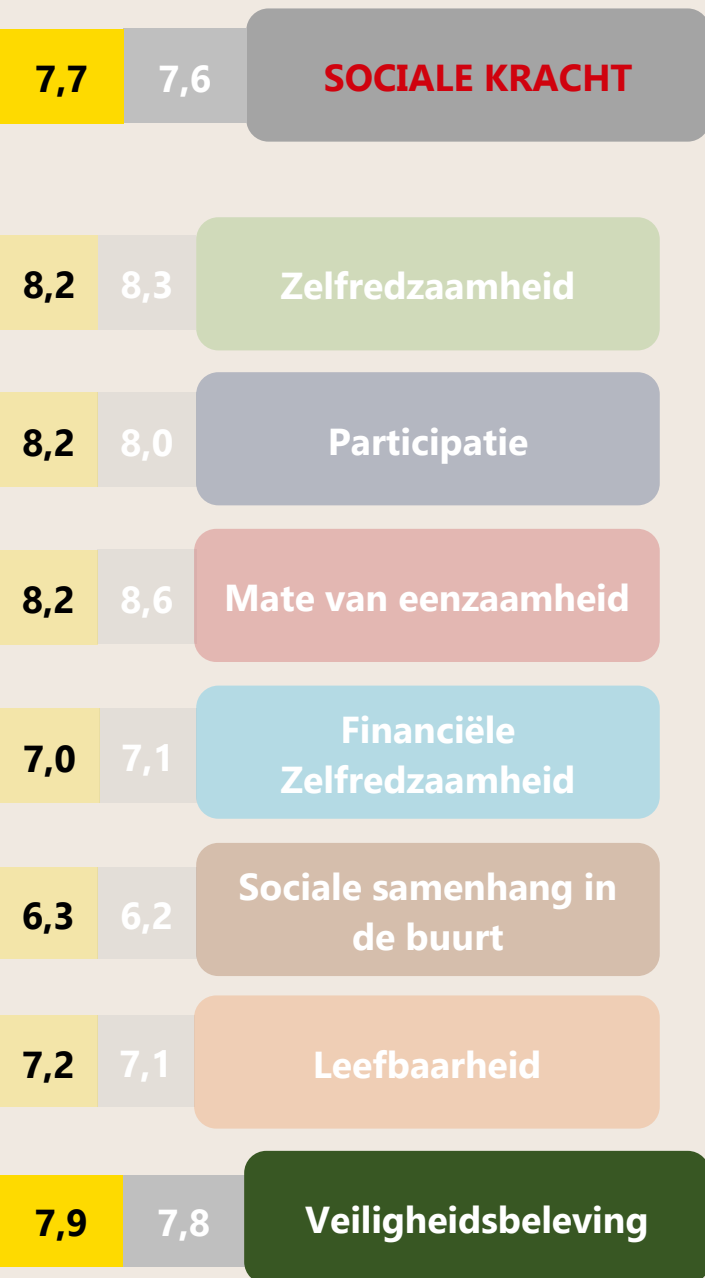 7,7 7,6 SOCIALE KRACHT
8,2 8,3 Zelfredzaamheid
8,2 8,0 Participatie
8,2 8,6 Mate van eenzaamheid
7,0 7,1 Financiële
Zelfredzaamheid
6,3 6,2 Sociale samenhang in
de buurt
7,2 7,1 Leefbaarheid
7,9 7,8 Veiligheidsbeleving